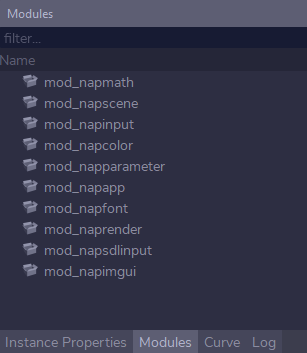 Modules
filter...
Name
mod_napmath
mod_napscene
mod_napinput
mod_napcolor
mod_napparameter
mod_napapp
mod_napfont
mod_naprender
mod_napsdlinput
mod_napimgui
Instance Properties Modules Curve Log